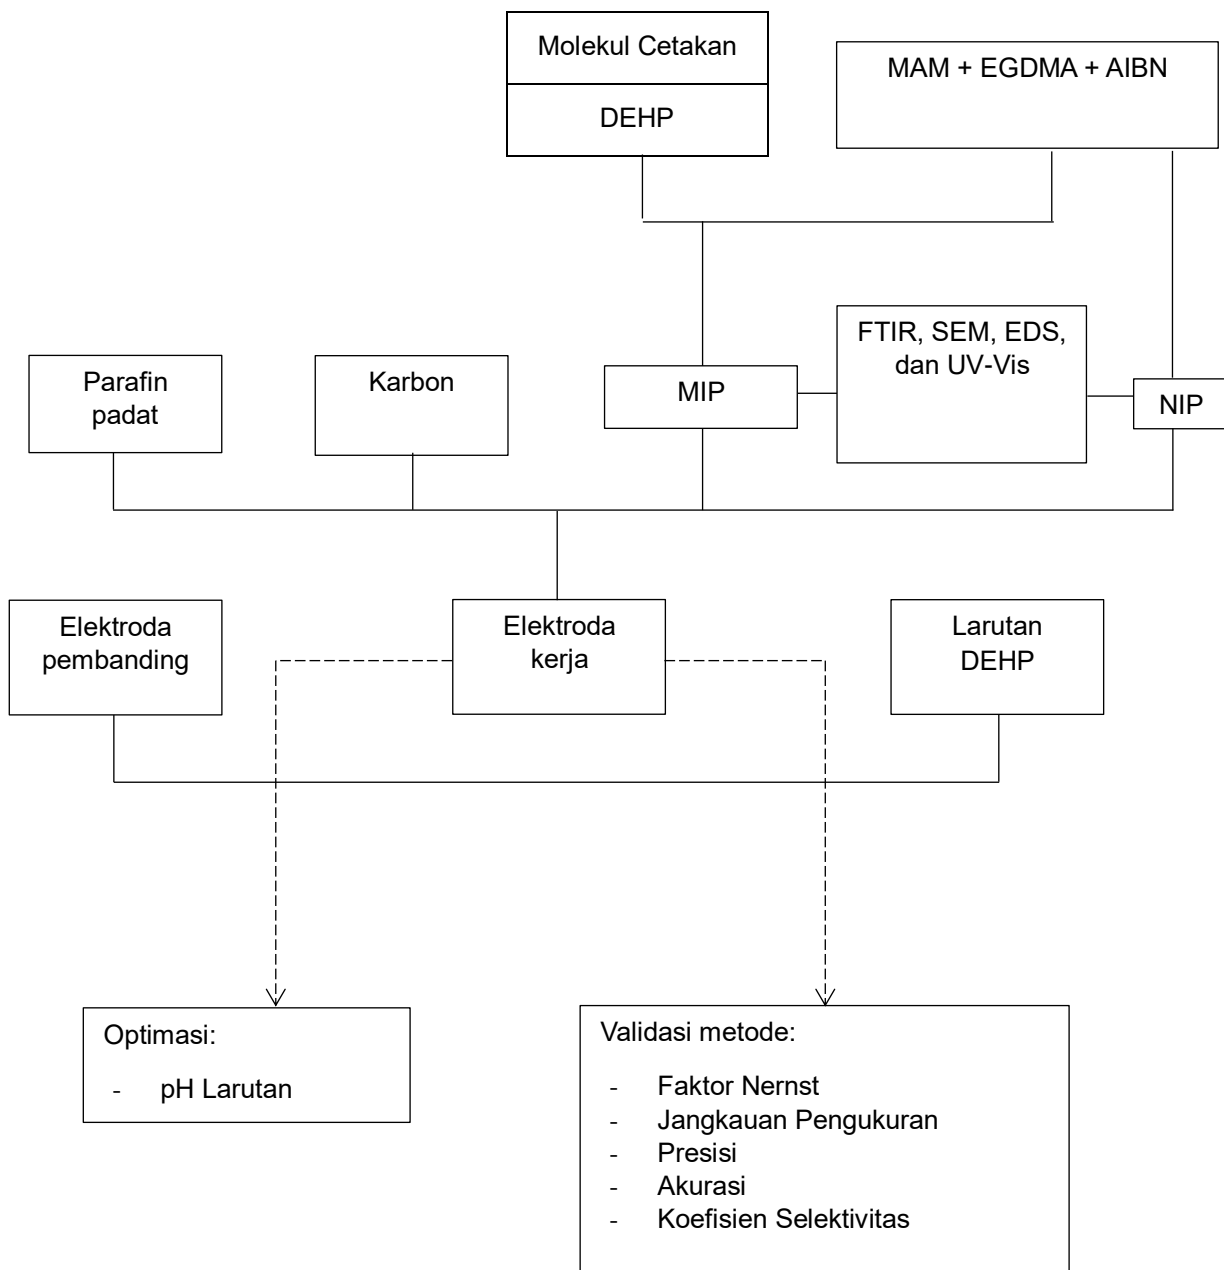 Molekul Cetakan
DEHP
MAM + EGDMA + AIBN
FTIR, SEM, EDS,
dan UV-Vis
Parafin
padat
Karbon
MIP
NIP
Elektroda
pembanding
Elektroda
kerja
Larutan
DEHP
Optimasi:
- pH Larutan
Validasi metode:
- Faktor Nernst
- Jangkauan Pengukuran
- Presisi
- Akurasi
- Koefisien Selektivitas